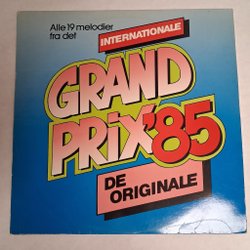 Alle 19 melodier
fra det
INTERNATIONALE
GRAND
PRiX'85
DE ORIGINALE